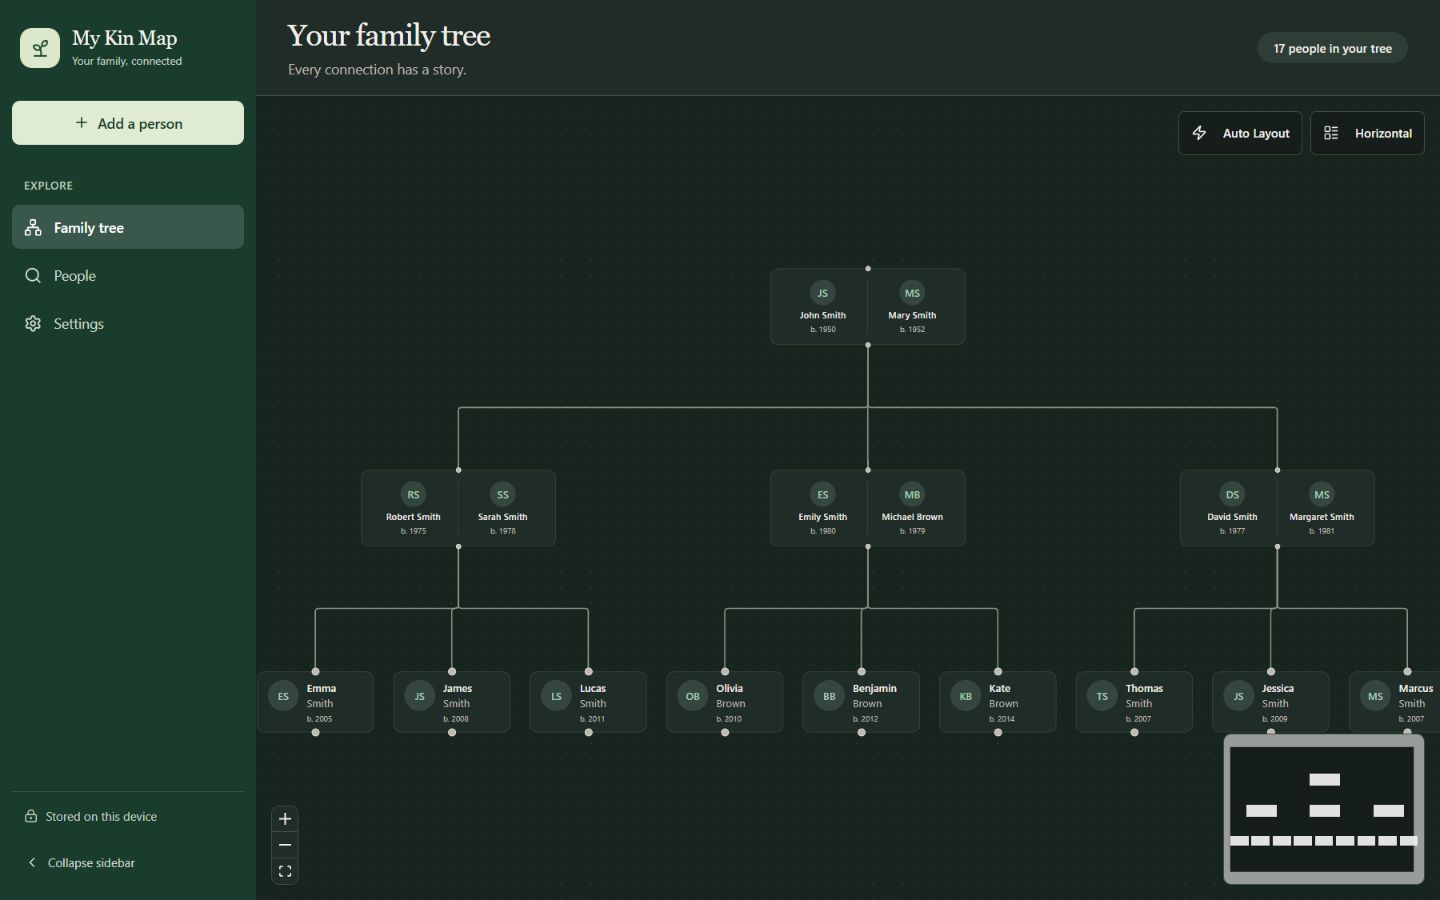 My Kin Map
Your family, connected
+ Add a person
EXPLORE
Family tree
People
Settings
Stored on this device
Collapse sidebar
Your family tree
Every connection has a story.
17 people in your tree
Auto Layout
Horizontal
JS MS
John Smith Mary Smith
b. 1950 b. 1952
RS SS ES MB DS MS
Robert Smith Sarah Smith Emily Smith Michael Brown David Smith Margaret Smith
b. 1975 b. 1978 b. 1980 b. 1979 b. 1977 b. 1981
ES Emma JS James LS Lucas OB Olivia BB Benjamin KB Kate TS Thomas JS Jessica MS Marcus
Smith Smith Smith Brown Brown Brown Smith Smith Smith
b. 2005 b. 2008 b. 2011 b. 2010 b. 2012 b. 2014 b. 2007 b. 2009 b. 2007